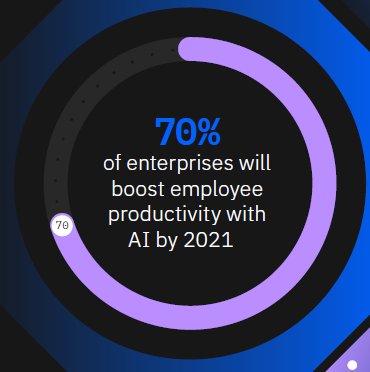 70%
of enterprises will
boost employee
productivity with
AI by 2021
70